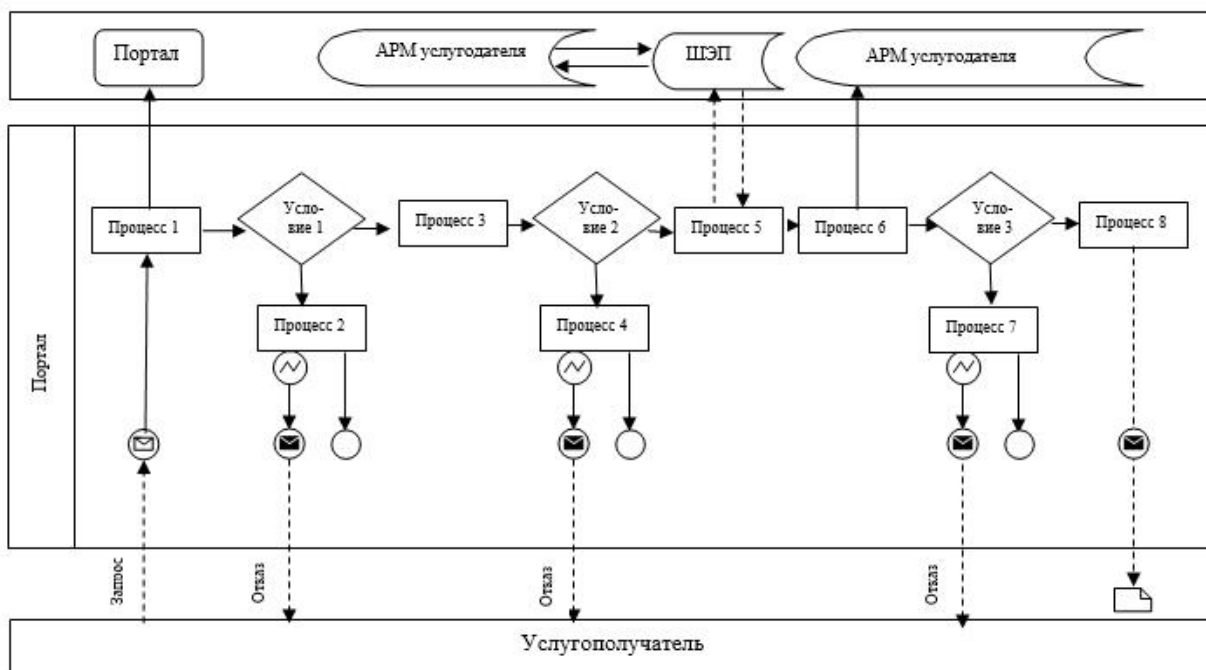 Портал
АРМ услугодателя
ШЭП
АРМ услугодателя
Портал
Процесс 1
Усло-
вие 1
Процесс 3
Усло-
вие 2
Процесс 5
Процесс 6
Усло-
вие 3
Процесс 8
Процесс 2
Процесс 4
Процесс 7
Запрос
Отказ
Отказ
Отказ
Услугополучатель